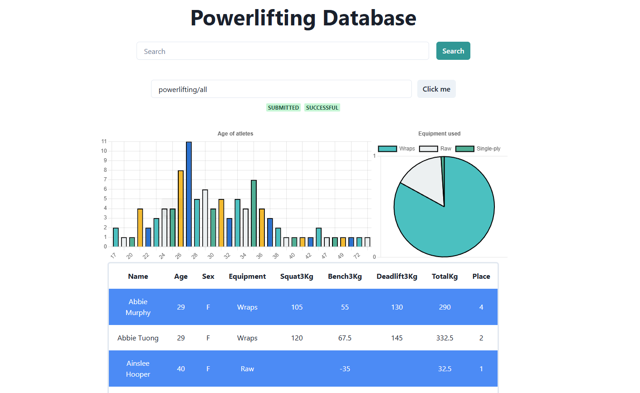 Powerlifting Database
Search Search
powerlifting/all Click me
SUBMITTED SUCCESSFUL
Age of atletes
11
10
9
8
7
6
5
4
3
2
1
0
17 20 22 24 26 28 30 32 34 36 38 40 42 47 49 72
Equipment used
Wraps Raw Single-ply
1
0
Name Age Sex Equipment Squat3Kg Bench3Kg Deadlift3Kg TotalKg Place
Abbie Murphy 29 F Wraps 105 55 130 290 4
Abbie Tuong 29 F Wraps 120 67.5 145 332.5 2
Ainslee Hooper 40 F Raw -35 32.5 1